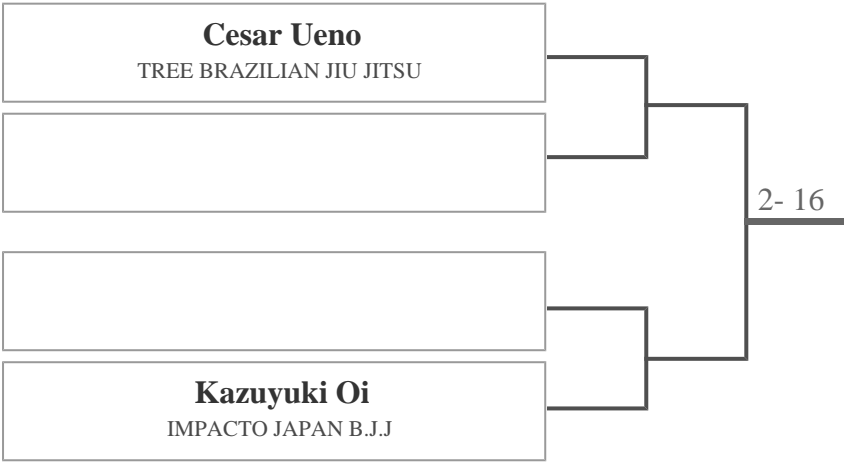 Cesar Ueno
TREE BRAZILIAN JIU JITSU
2- 16
Kazuyuki Oi
IMPACTO JAPAN B.J.J